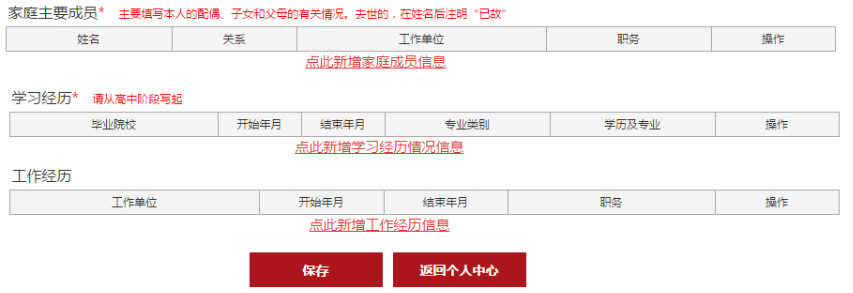 家庭主要成员* 主要填写本人的配偶、子女和父母的有关情况。去世的，在姓名后注明“已故”
姓名 关系 工作单位 职务 操作
点此新增家庭成员信息
学习经历* 请从高中阶段写起
毕业院校 开始年月 结束年月 专业类别 学历及专业 操作
点此新增学习经历情况信息
工作经历
工作单位 开始年月 结束年月 职务 操作
点此新增工作经历信息
保存 返回个人中心